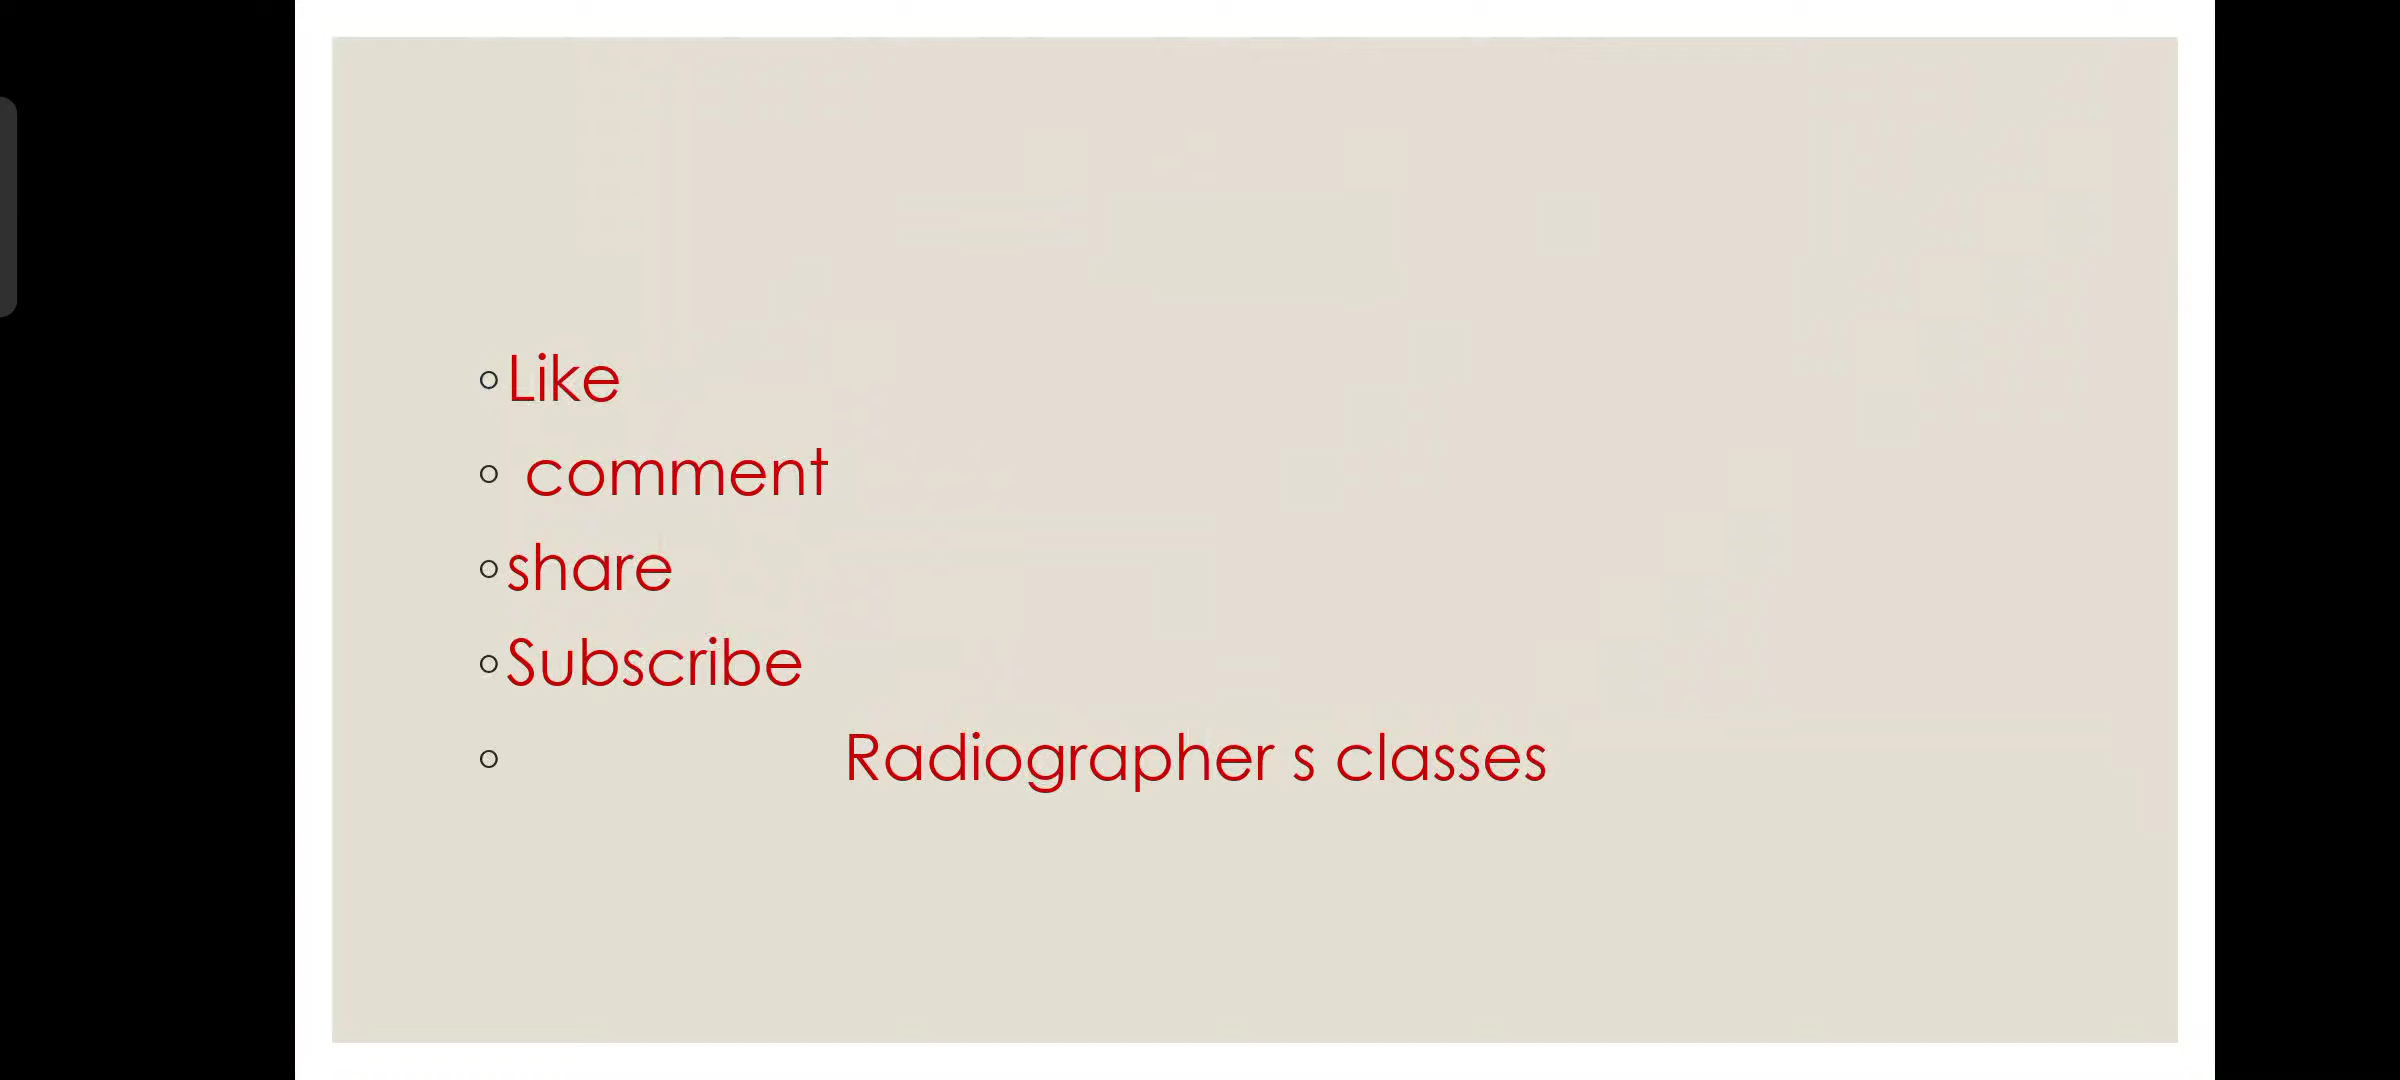 Like
comment
share
Subscribe
Radiographer s classes